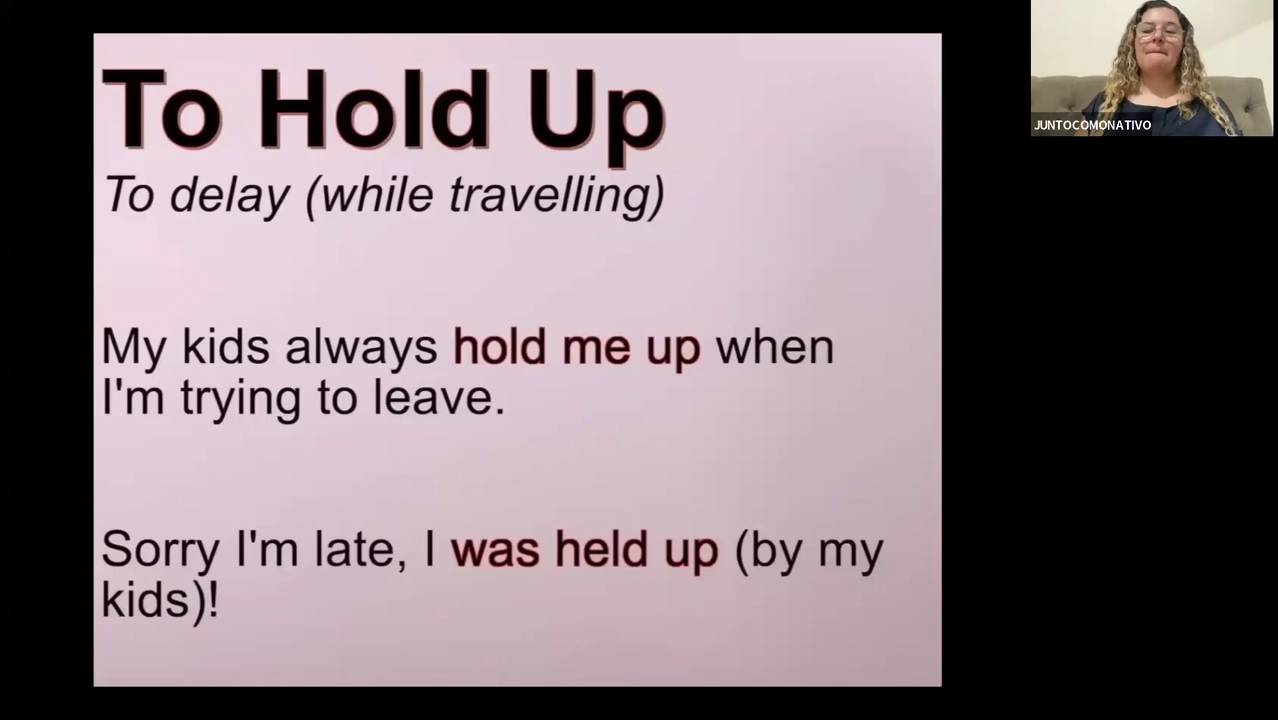 To Hold Up
To delay (while travelling)
My kids always hold me up when
I'm trying to leave.
Sorry I'm late, I was held up (by my
kids)!
JUNTOCOMONATIVO